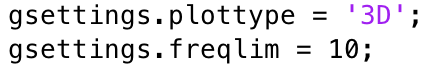 gsettings.plottype = '3D';
gsettings.freqlim = 10;